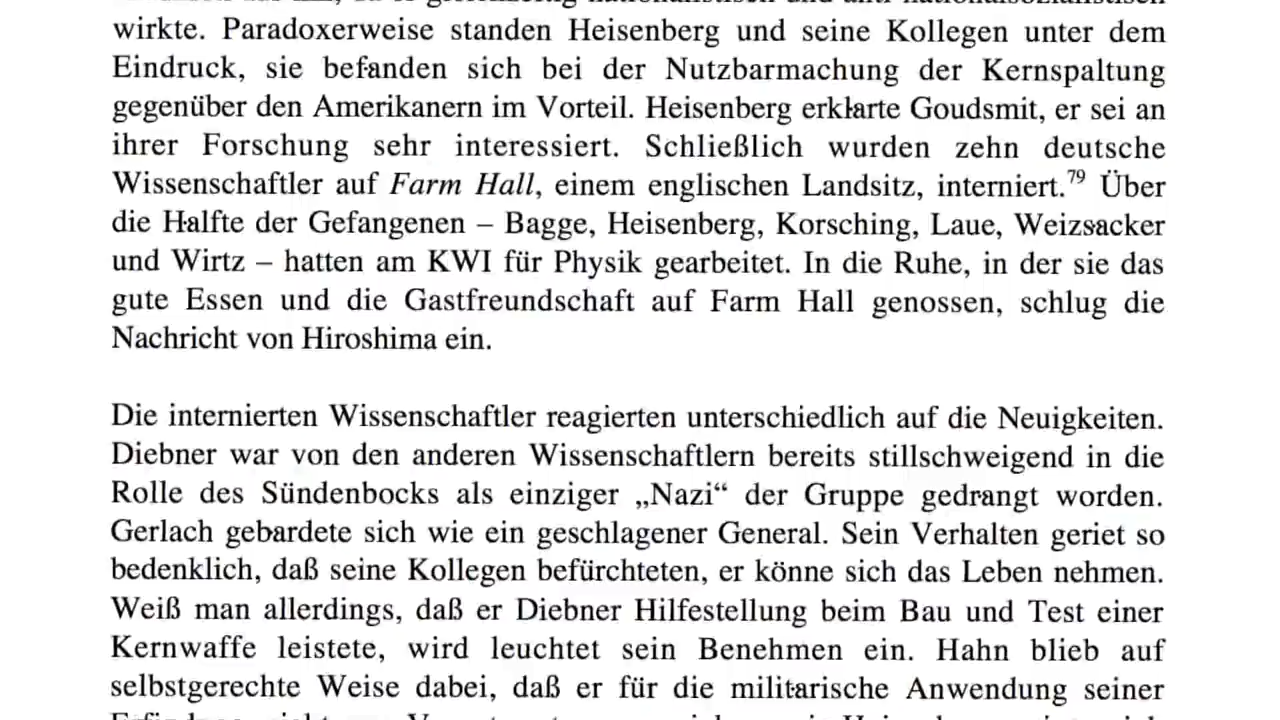 wirkte. Paradoxerweise standen Heisenberg und seine Kollegen unter dem
Eindruck, sie befanden sich bei der Nutzbarmachung der Kernspaltung
gegenüber den Amerikanern im Vorteil. Heisenberg erklarte Goudsmit, er sei an
ihrer Forschung sehr interessiert. Schließlich wurden zehn deutsche
Wissenschaftler auf Farm Hall, einem englischen Landsitz, interniert.79 Über
die Halfte der Gefangenen – Bagge, Heisenberg, Korsching, Laue, Weizsacker
und Wirtz – hatten am KWI für Physik gearbeitet. In die Ruhe, in der sie das
gute Essen und die Gastfreundschaft auf Farm Hall genossen, schlug die
Nachricht von Hiroshima ein.
Die internierten Wissenschaftler reagierten unterschiedlich auf die Neuigkeiten.
Diebner war von den anderen Wissenschaftlern bereits stillschweigend in die
Rolle des Sündenbocks als einziger „Nazi“ der Gruppe gedrangt worden.
Gerlach gebardete sich wie ein geschlagener General. Sein Verhalten geriet so
bedenklich, daß seine Kollegen befürchteten, er könne sich das Leben nehmen.
Weiß man allerdings, daß er Diebner Hilfestellung beim Bau und Test einer
Kernwaffe leistete, wird leuchtet sein Benehmen ein. Hahn blieb auf
selbstgerechte Weise dabei, daß er für die militarische Anwendung seiner